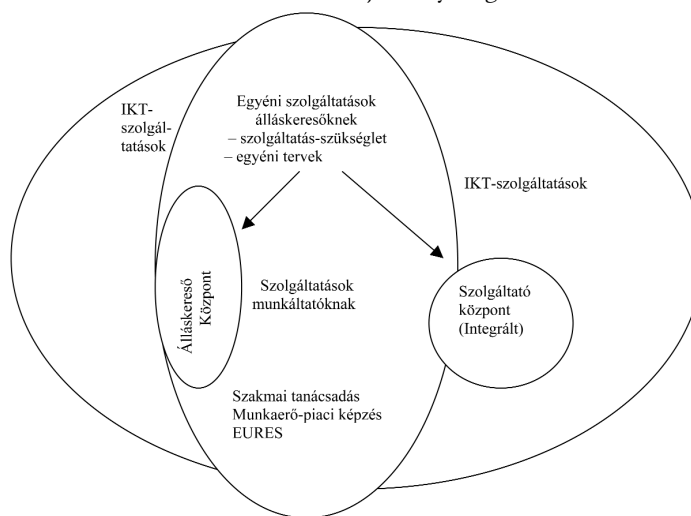 IKT-
szolgál-
tatások
Egyéni szolgáltatások
álláskeresőknek
– szolgáltatás-szükséglet
– egyéni tervek
IKT-szolgáltatások
Álláskereső
Központ
Szolgáltatások
munkáltatóknak
Szolgáltató
központ
(Integrált)
Szakmai tanácsadás
Munkaerő-piaci képzés
EURES